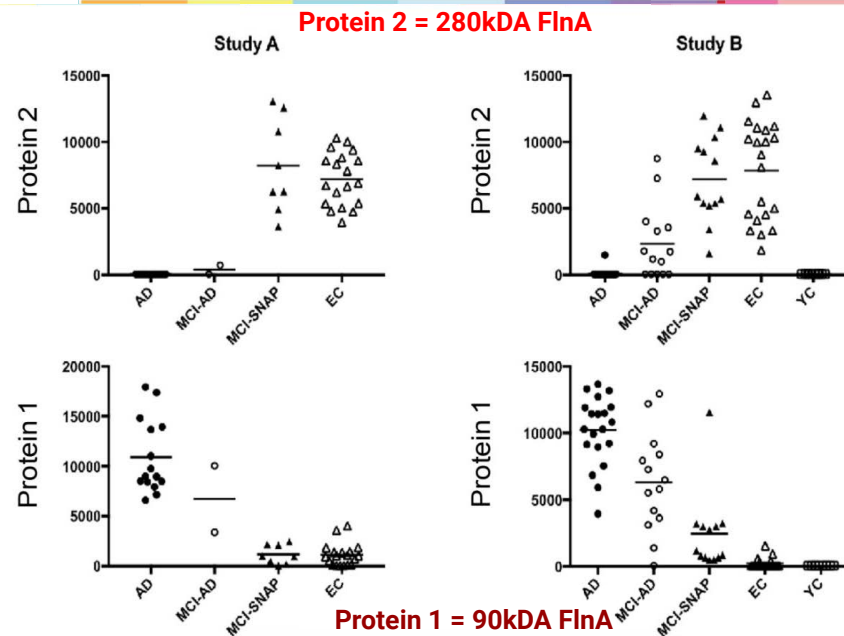 Protein 2 = 280kDA FlnA
Study A
Study B
Protein 2
15000
10000
5000
0
AD
MCI-AD
MCI-SNAP
EC
Protein 2
15000
10000
5000
0
AD
MCI-AD
MCI-SNAP
EC
YC
Protein 1
20000
15000
10000
5000
0
AD
MCI-AD
MCI-SNAP
EC
Protein 1
15000
10000
5000
0
AD
MCI-AD
MCI-SNAP
EC
YC
Protein 1 = 90kDA FlnA